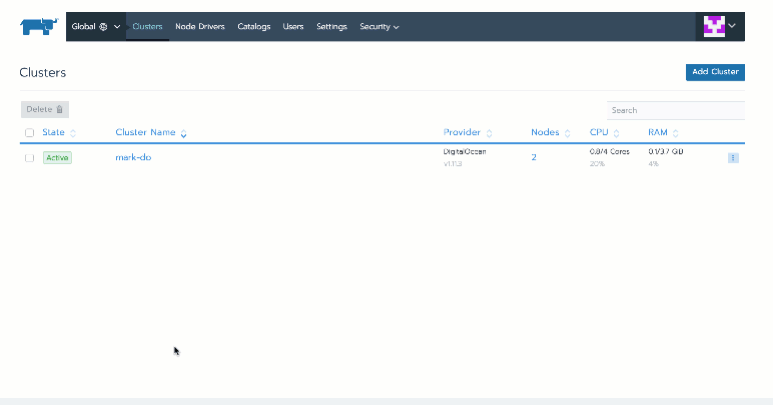 Global Clusters Node Drivers Catalogs Users Settings Security
Clusters
Add Cluster
Delete
Search
State Cluster Name Provider Nodes CPU RAM
Active mark-do DigitalOcean 2 0.8/4 Cores 0.1/3.7 GiB
v1.11.3 20% 4%